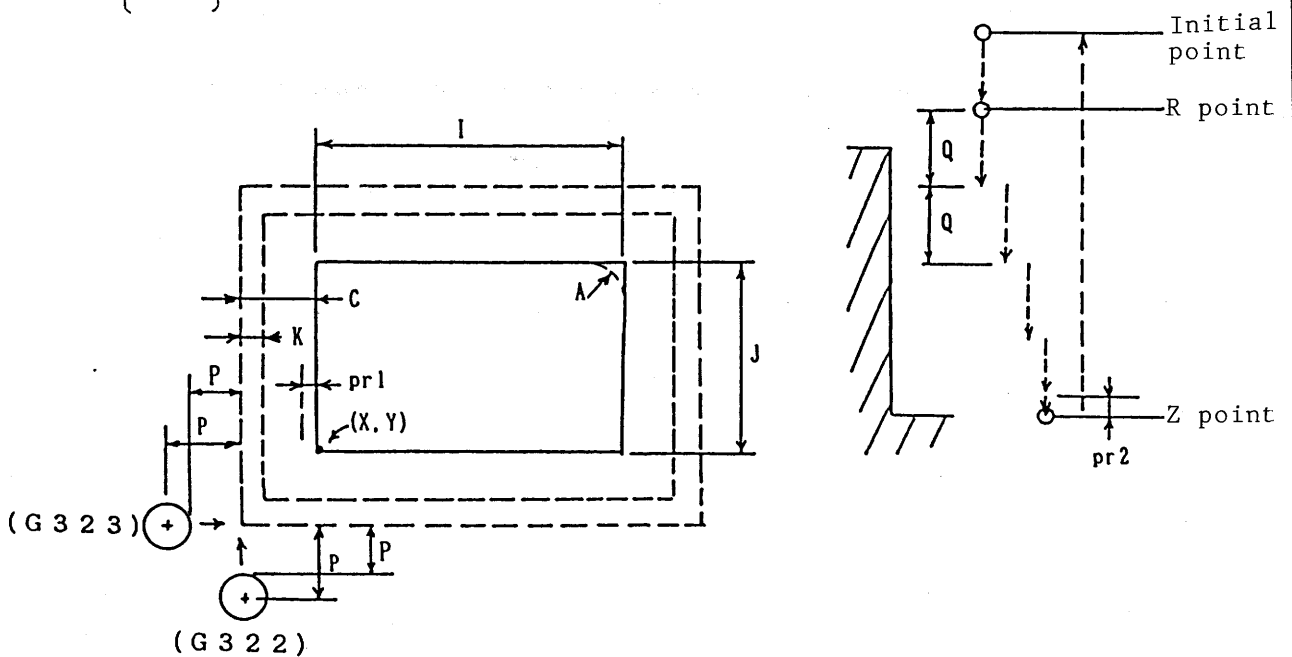 Initial
point
R point
I
Q
Q
A
C
K
J
pr1
P
(X, Y)
P
Z point
pr2
(G323)
P
P
(G322)